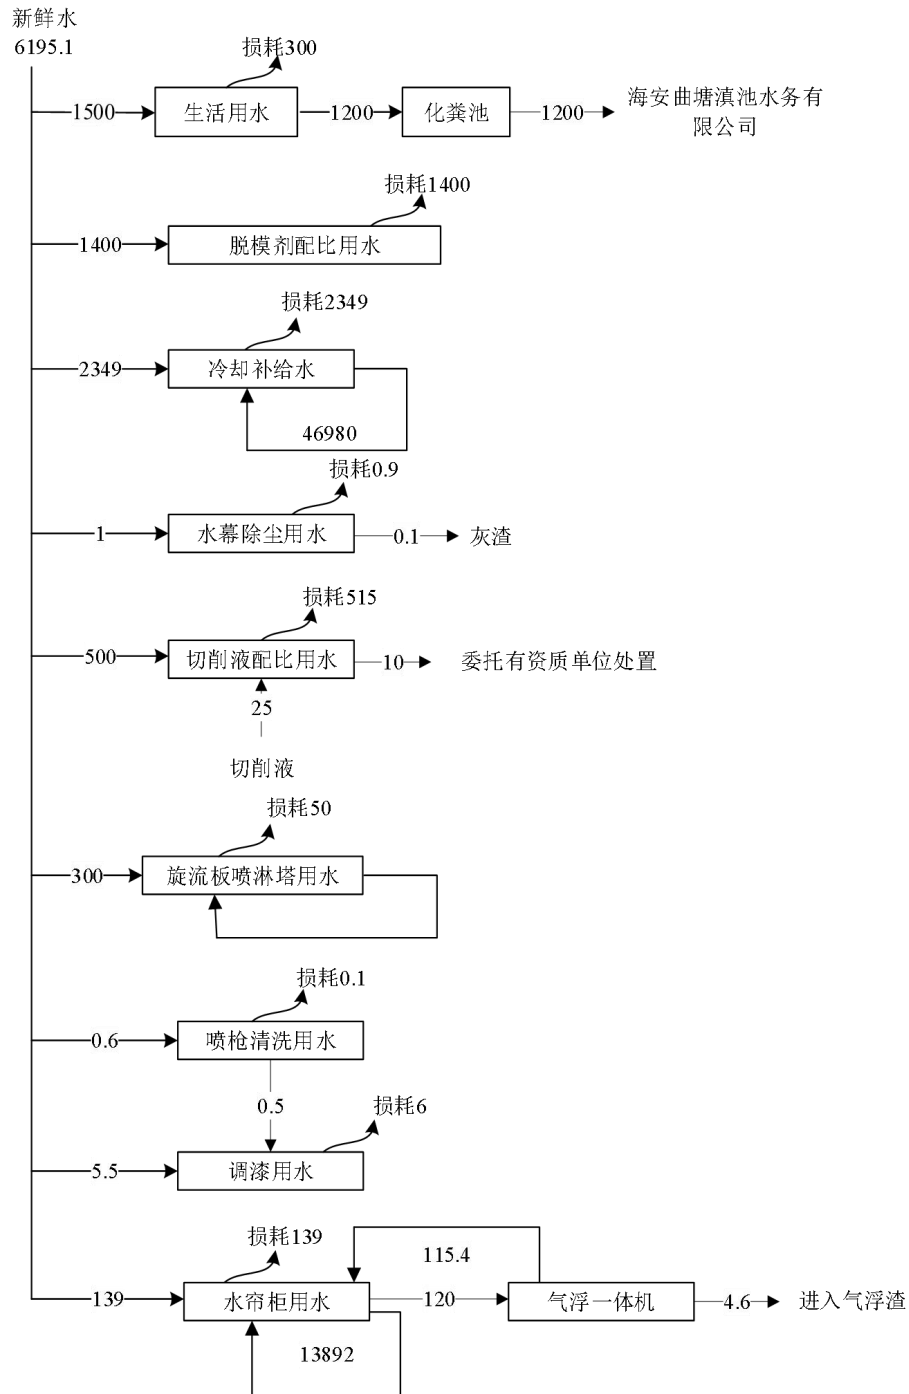 新鲜水
6195.1
损耗300
1500
生活用水
1200
化粪池
1200
海安曲塘滇池水务有
限公司
损耗1400
1400
脱模剂配比用水
损耗2349
2349
冷却补给水
46980
损耗0.9
1
水幕除尘用水
0.1
灰渣
损耗515
500
切削液配比用水
10
委托有资质单位处置
25
切削液
损耗50
300
旋流板喷淋塔用水
损耗0.1
0.6
喷枪清洗用水
0.5
损耗6
5.5
调漆用水
损耗139
115.4
139
水帘柜用水
120
气浮一体机
4.6
进入气浮渣
13892